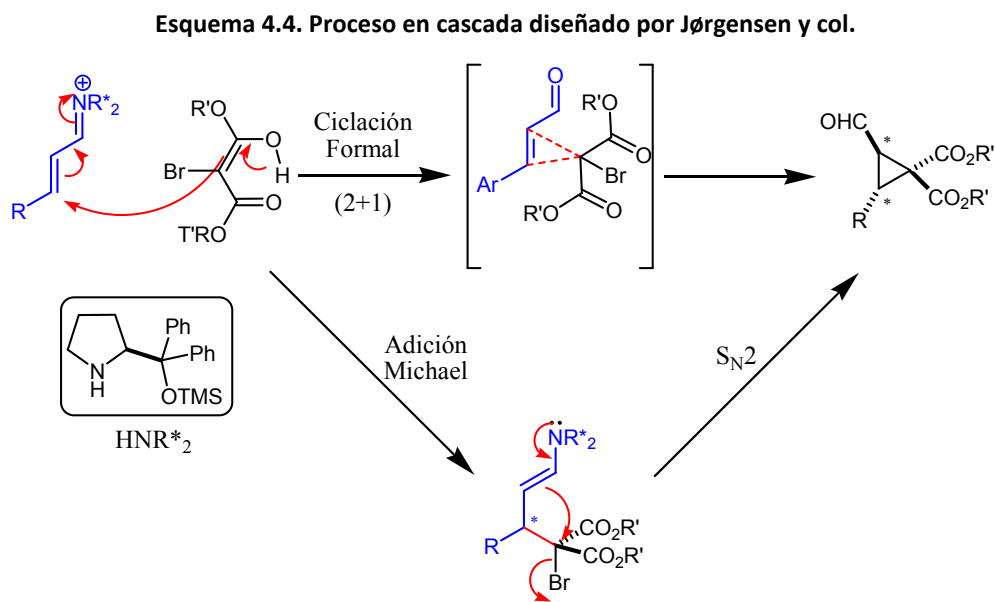 Esquema 4.4. Proceso en cascada diseñado por Jørgensen y col.
⊕
NR*2
R
R'O
O
H
Br
O
T'RO
Ciclación
Formal
(2+1)
O
Ar
R'O
O
Br
R'O
O
OHC
*
CO2R'
CO2R'
*
R
Ph
Ph
N
H
OTMS
HNR*2
Adición
Michael
SN2
NR*2
*
R
CO2R'
CO2R'
Br